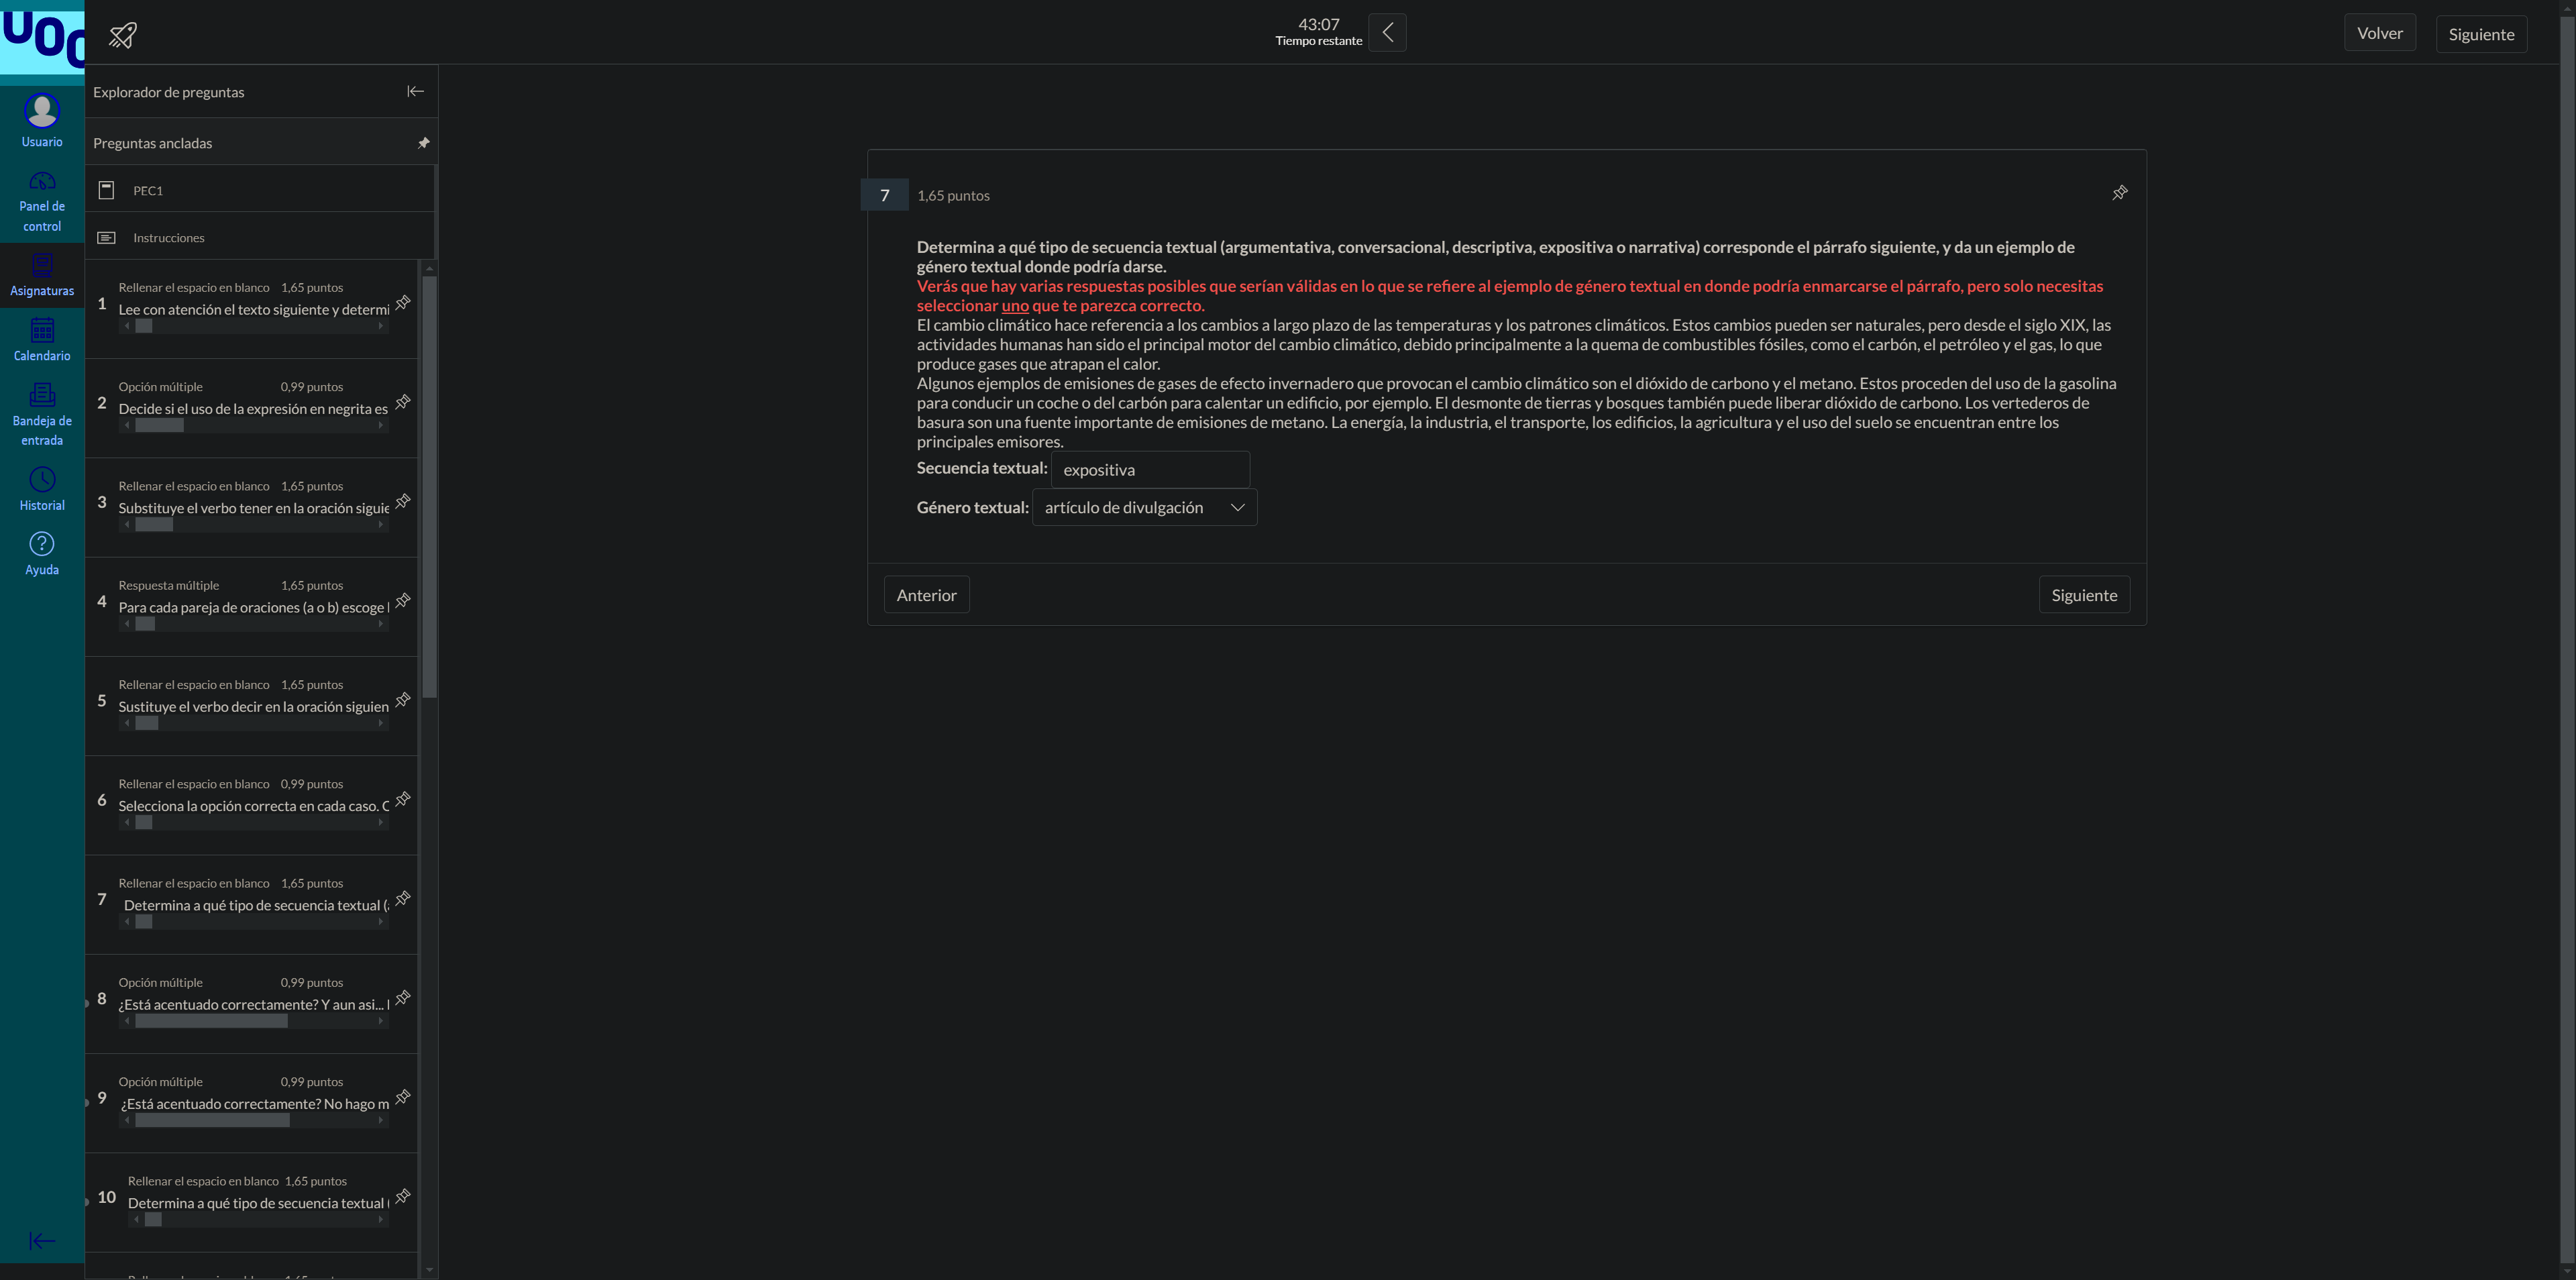 UOC
Usuario
Panel de
control
Asignaturas
Calendario
Bandeja de
entrada
Historial
Ayuda
43:07
Tiempo restante
Volver
Siguiente
Explorador de preguntas
Preguntas ancladas
PEC1
Instrucciones
Rellenar el espacio en blanco 1,65 puntos
1 Lee con atención el texto siguiente y determi
Opción múltiple 0,99 puntos
2 Decide si el uso de la expresión en negrita es
Rellenar el espacio en blanco 1,65 puntos
3 Substituye el verbo tener en la oración siguie
Respuesta múltiple 1,65 puntos
4 Para cada pareja de oraciones (a o b) escoge l
Rellenar el espacio en blanco 1,65 puntos
5 Sustituye el verbo decir en la oración siguien
Rellenar el espacio en blanco 0,99 puntos
6 Selecciona la opción correcta en cada caso. C
Rellenar el espacio en blanco 1,65 puntos
7 Determina a qué tipo de secuencia textual (a
Opción múltiple 0,99 puntos
8 ¿Está acentuado correctamente? Y aun asi...
Opción múltiple 0,99 puntos
9 ¿Está acentuado correctamente? No hago m
Rellenar el espacio en blanco 1,65 puntos
10 Determina a qué tipo de secuencia textual (
7 1,65 puntos
Determina a qué tipo de secuencia textual (argumentativa, conversacional, descriptiva, expositiva o narrativa) corresponde el párrafo siguiente, y da un ejemplo de
género textual donde podría darse.
Verás que hay varias respuestas posibles que serían válidas en lo que se refiere al ejemplo de género textual en donde podría enmarcarse el párrafo, pero solo necesitas
seleccionar uno que te parezca correcto.
El cambio climático hace referencia a los cambios a largo plazo de las temperaturas y los patrones climáticos. Estos cambios pueden ser naturales, pero desde el siglo XIX, las
actividades humanas han sido el principal motor del cambio climático, debido principalmente a la quema de combustibles fósiles, como el carbón, el petróleo y el gas, lo que
produce gases que atrapan el calor.
Algunos ejemplos de emisiones de gases de efecto invernadero que provocan el cambio climático son el dióxido de carbono y el metano. Estos proceden del uso de la gasolina
para conducir un coche o del carbón para calentar un edificio, por ejemplo. El desmonte de tierras y bosques también puede liberar dióxido de carbono. Los vertederos de
basura son una fuente importante de emisiones de metano. La energía, la industria, el transporte, los edificios, la agricultura y el uso del suelo se encuentran entre los
principales emisores.
Secuencia textual: expositiva
Género textual: artículo de divulgación
Anterior
Siguiente